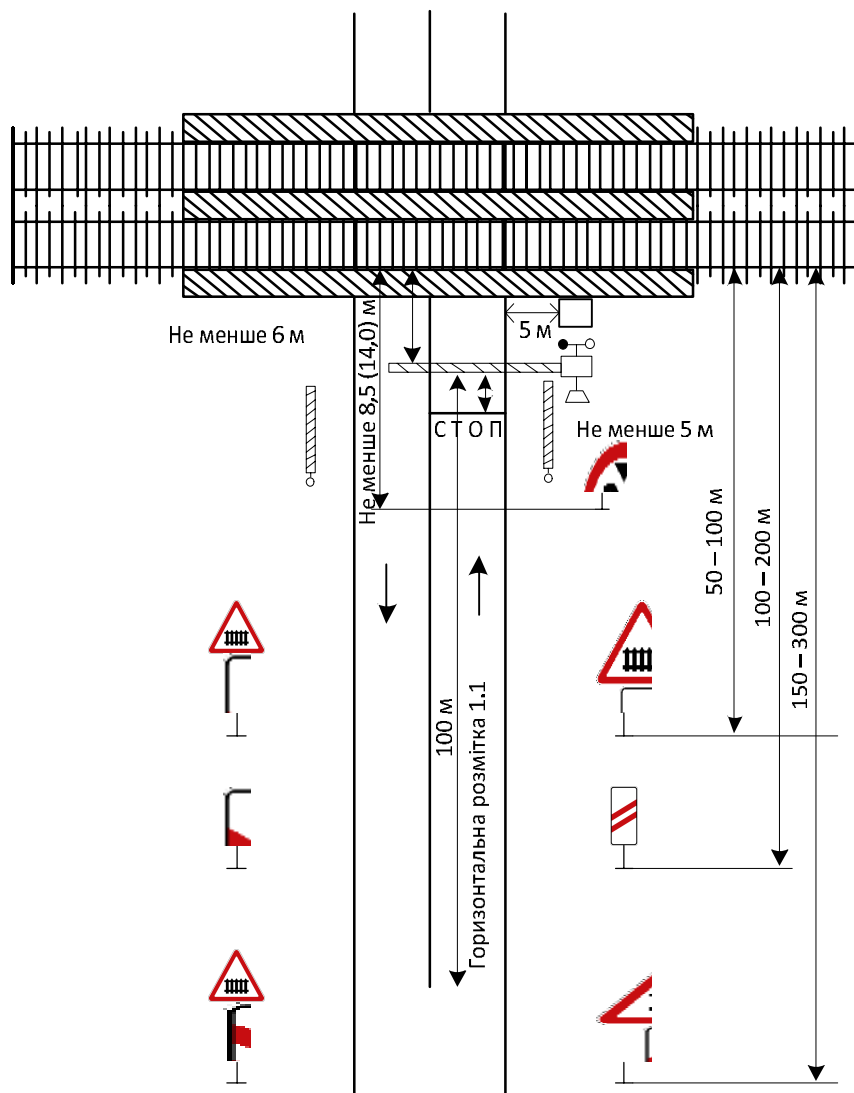 Не менше 6 м
5 м
Не менше 8,5 (14,0) м
С Т О П
Не менше 5 м
50 – 100 м
100 – 200 м
150 – 300 м
100 м
Горизонтальна розмітка 1.1